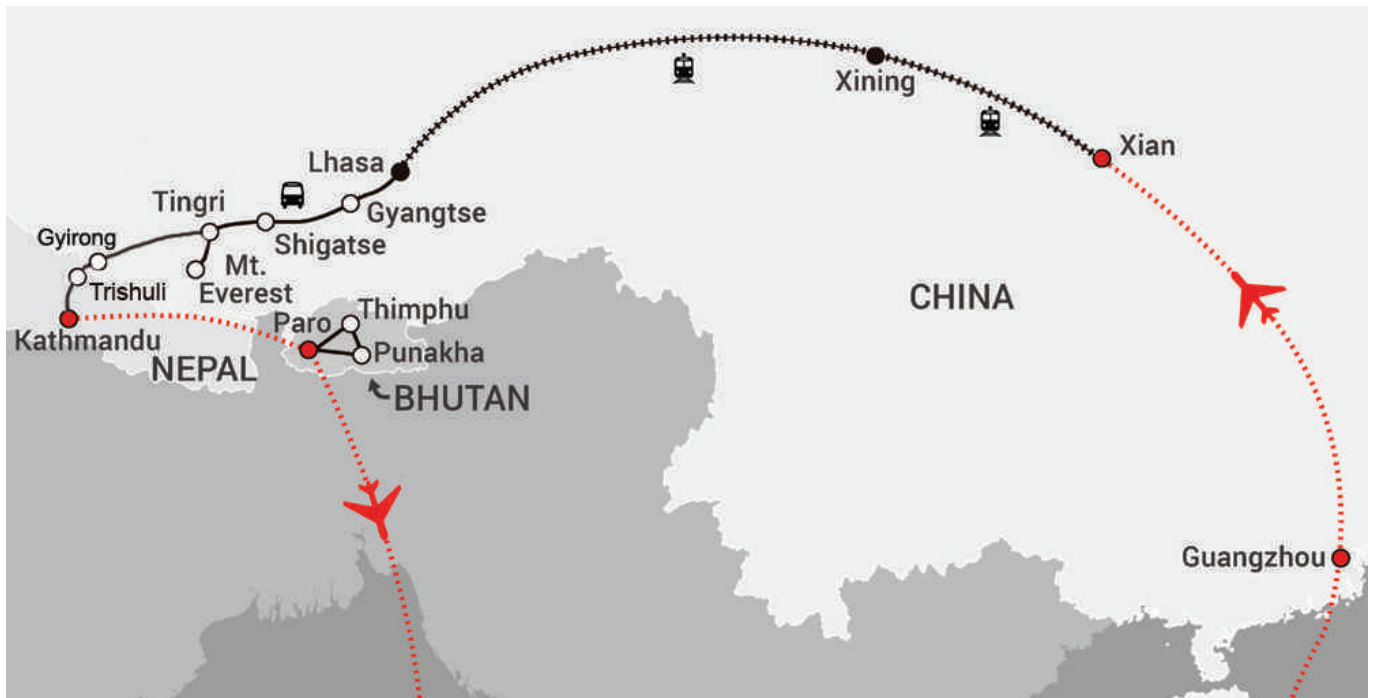 Xining
Xian
Lhasa
Tingri
Gyangtse
Shigatse
Gyirong
Mt.
Everest
Trishuli
CHINA
Thimphu
Paro
Kathmandu
Punakha
NEPAL
BHUTAN
Guangzhou